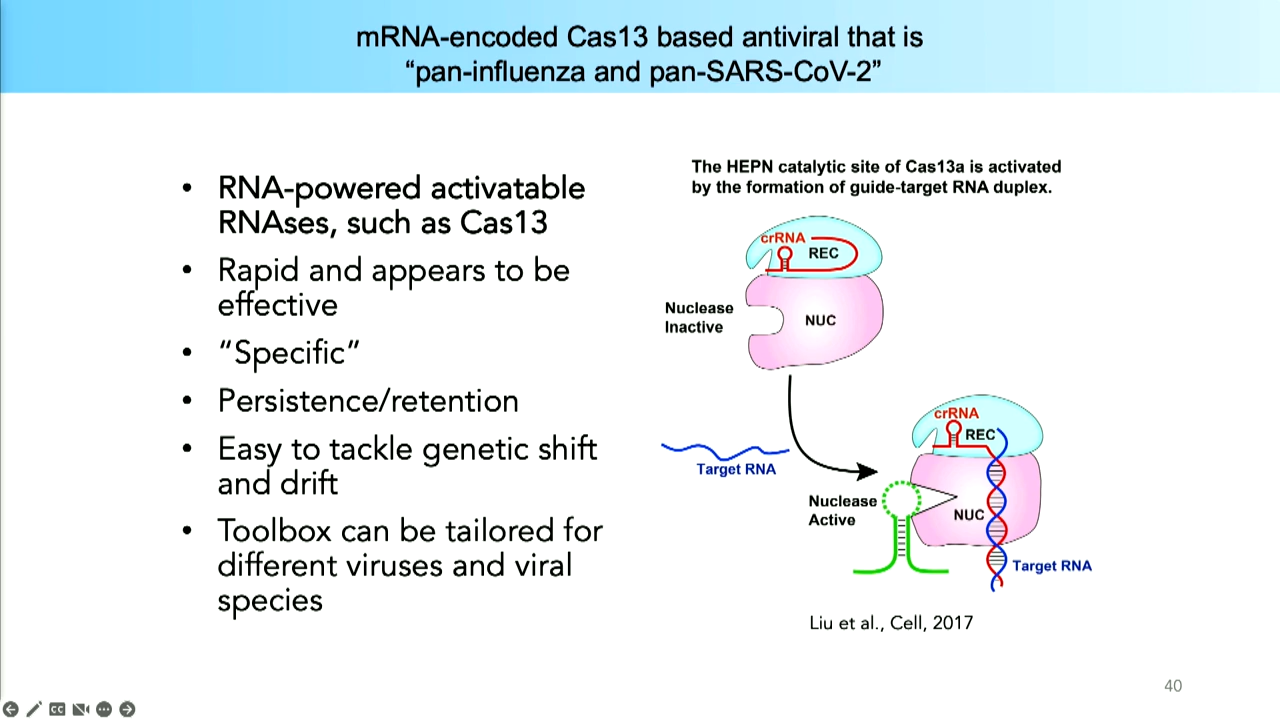 mRNA-encoded Cas13 based antiviral that is
“pan-influenza and pan-SARS-CoV-2”
• RNA-powered activatable
RNAses, such as Cas13
• Rapid and appears to be
effective
• “Specific”
• Persistence/retention
• Easy to tackle genetic shift
and drift
• Toolbox can be tailored for
different viruses and viral
species
The HEPN catalytic site of Cas13a is activated
by the formation of guide-target RNA duplex.
crRNA
REC
Nuclease
Inactive
NUC
Target RNA
crRNA
REC
Nuclease
Active
NUC
Target RNA
Liu et al., Cell, 2017
40
CC